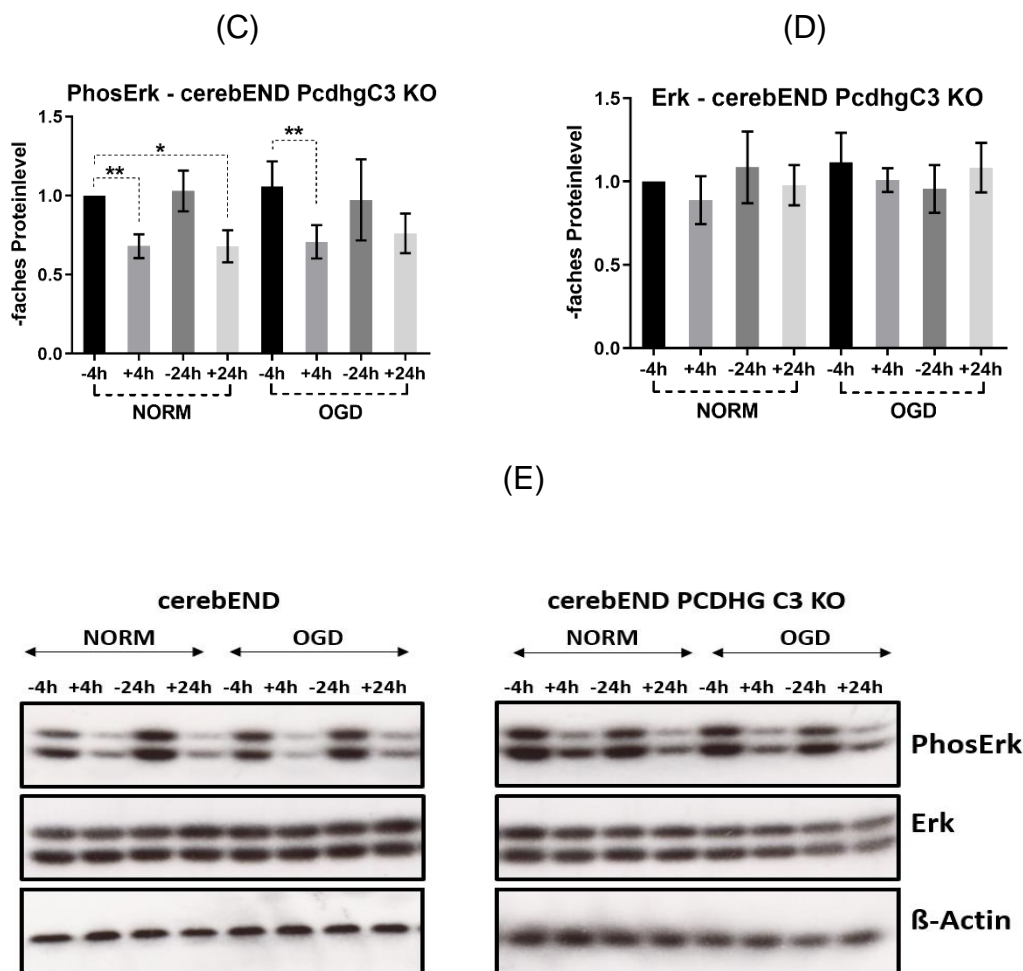 (C)
PhosErk - cerebEND PcdhgC3 KO
-faches Proteinlevel
1.5
1.0
0.5
0.0
**
*
**
-4h +4h -24h +24h -4h +4h -24h +24h
NORM OGD
(D)
Erk - cerebEND PcdhgC3 KO
-faches Proteinlevel
1.5
1.0
0.5
0.0
-4h +4h -24h +24h -4h +4h -24h +24h
NORM OGD
(E)
cerebEND
NORM OGD
-4h +4h -24h +24h -4h +4h -24h +24h
cerebEND PCDHG C3 KO
NORM OGD
-4h +4h -24h +24h -4h +4h -24h +24h
PhosErk
Erk
ß-Actin